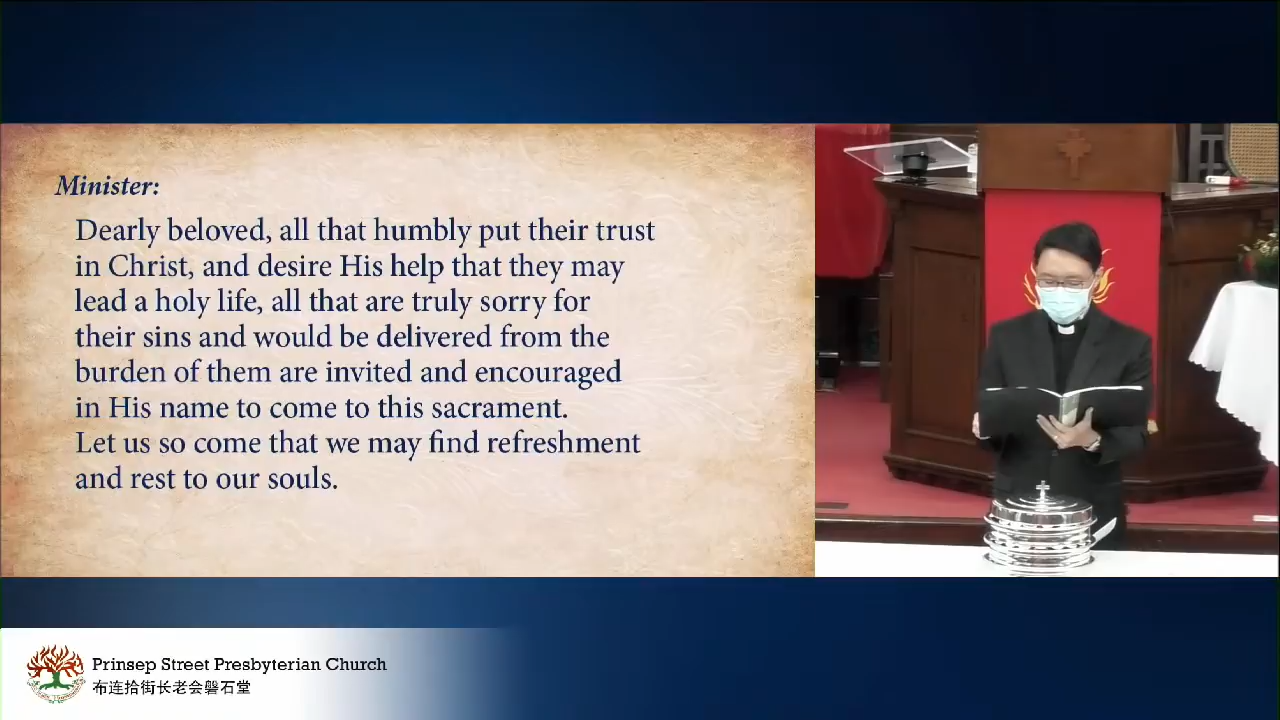 Minister:
Dearly beloved, all that humbly put their trust
in Christ, and desire His help that they may
lead a holy life, all that are truly sorry for
their sins and would be delivered from the
burden of them are invited and encouraged
in His name to come to this sacrament.
Let us so come that we may find refreshment
and rest to our souls.
Prinsep Street Presbyterian Church
布连拾街长老会磐石堂